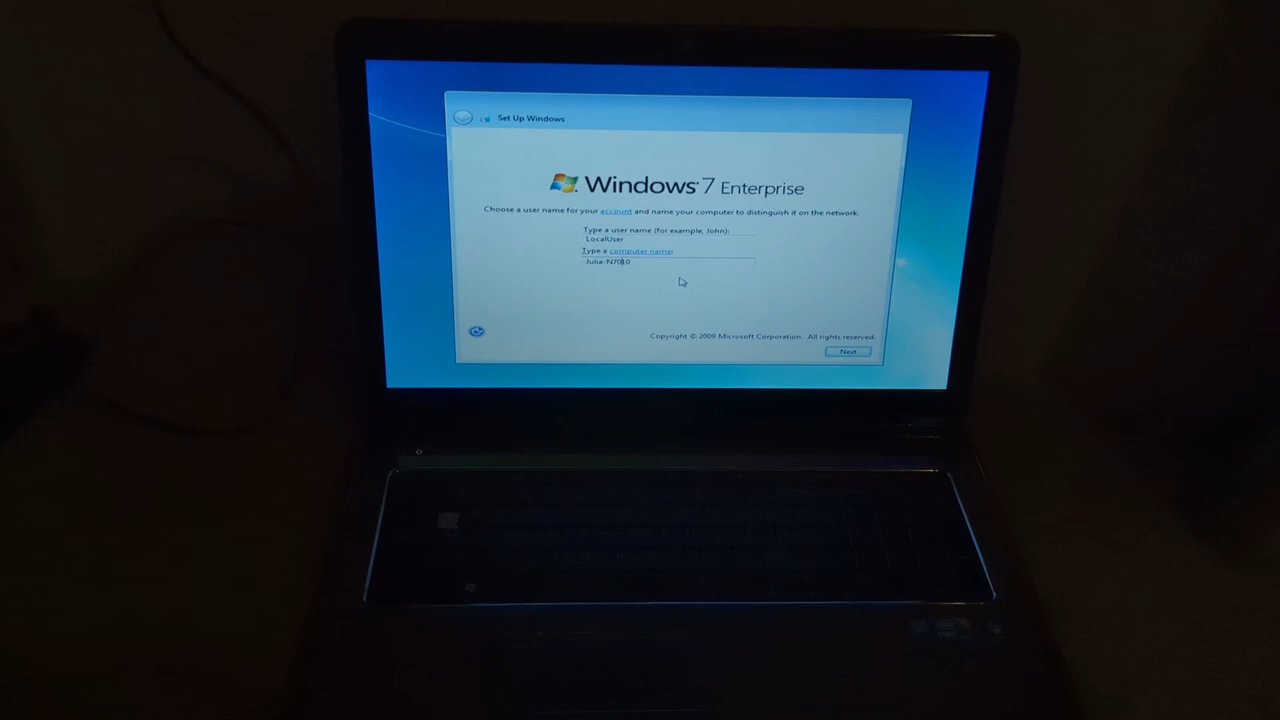 Set Up Windows
Windows 7 Enterprise
Choose a user name for your account and name your computer to distinguish it on the network.
Type a user name (for example, John):
LocalUser
Type a computer name:
Julia-N7010
Copyright © 2009 Microsoft Corporation. All rights reserved.
Next